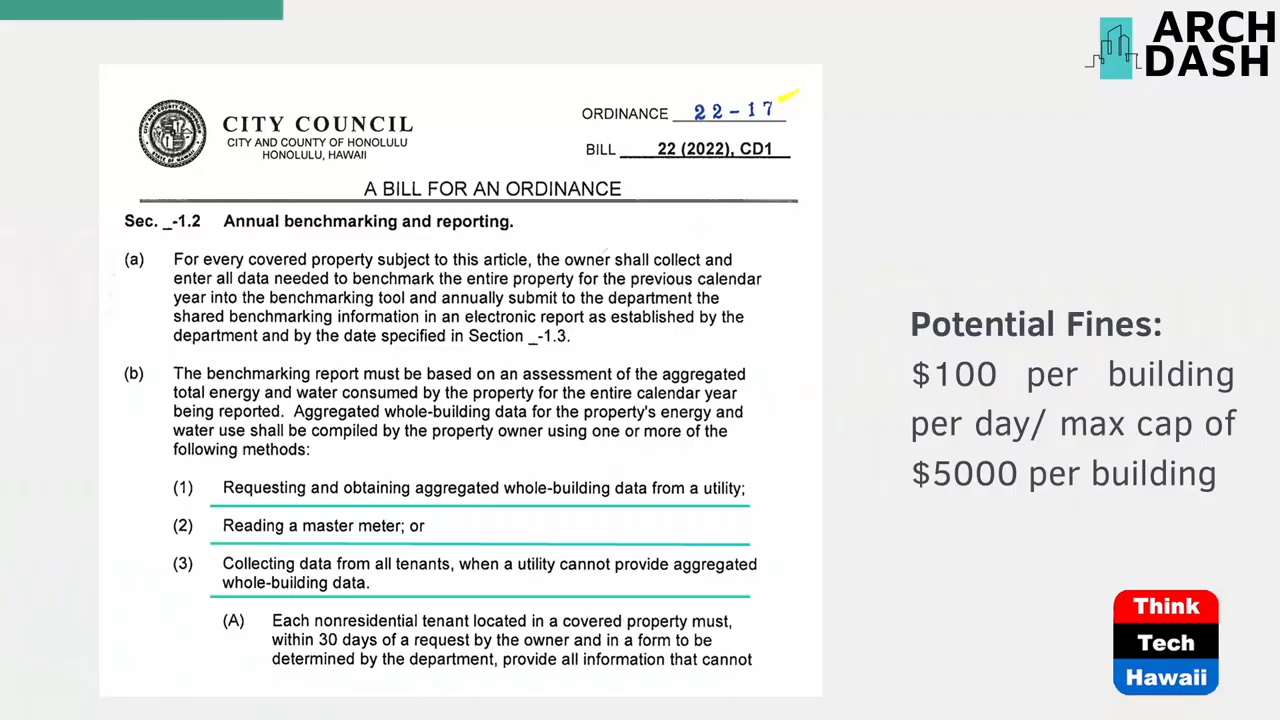 ARCH
DASH
CITY COUNCIL
CITY AND COUNTY OF HONOLULU
HONOLULU, HAWAII
ORDINANCE 22-17
BILL 22 (2022), CD1
A BILL FOR AN ORDINANCE
Sec. _-1.2 Annual benchmarking and reporting.
(a) For every covered property subject to this article, the owner shall collect and
enter all data needed to benchmark the entire property for the previous calendar
year into the benchmarking tool and annually submit to the department the
shared benchmarking information in an electronic report as established by the
department and by the date specified in Section _-1.3.
(b) The benchmarking report must be based on an assessment of the aggregated
total energy and water consumed by the property for the entire calendar year
being reported. Aggregated whole-building data for the property's energy and
water use shall be compiled by the property owner using one or more of the
following methods:
(1) Requesting and obtaining aggregated whole-building data from a utility;
(2) Reading a master meter; or
(3) Collecting data from all tenants, when a utility cannot provide aggregated
whole-building data.
(A) Each nonresidential tenant located in a covered property must,
within 30 days of a request by the owner and in a form to be
determined by the department, provide all information that cannot
Potential Fines:
$100 per building
per day/ max cap of
$5000 per building
Think
Tech
Hawaii